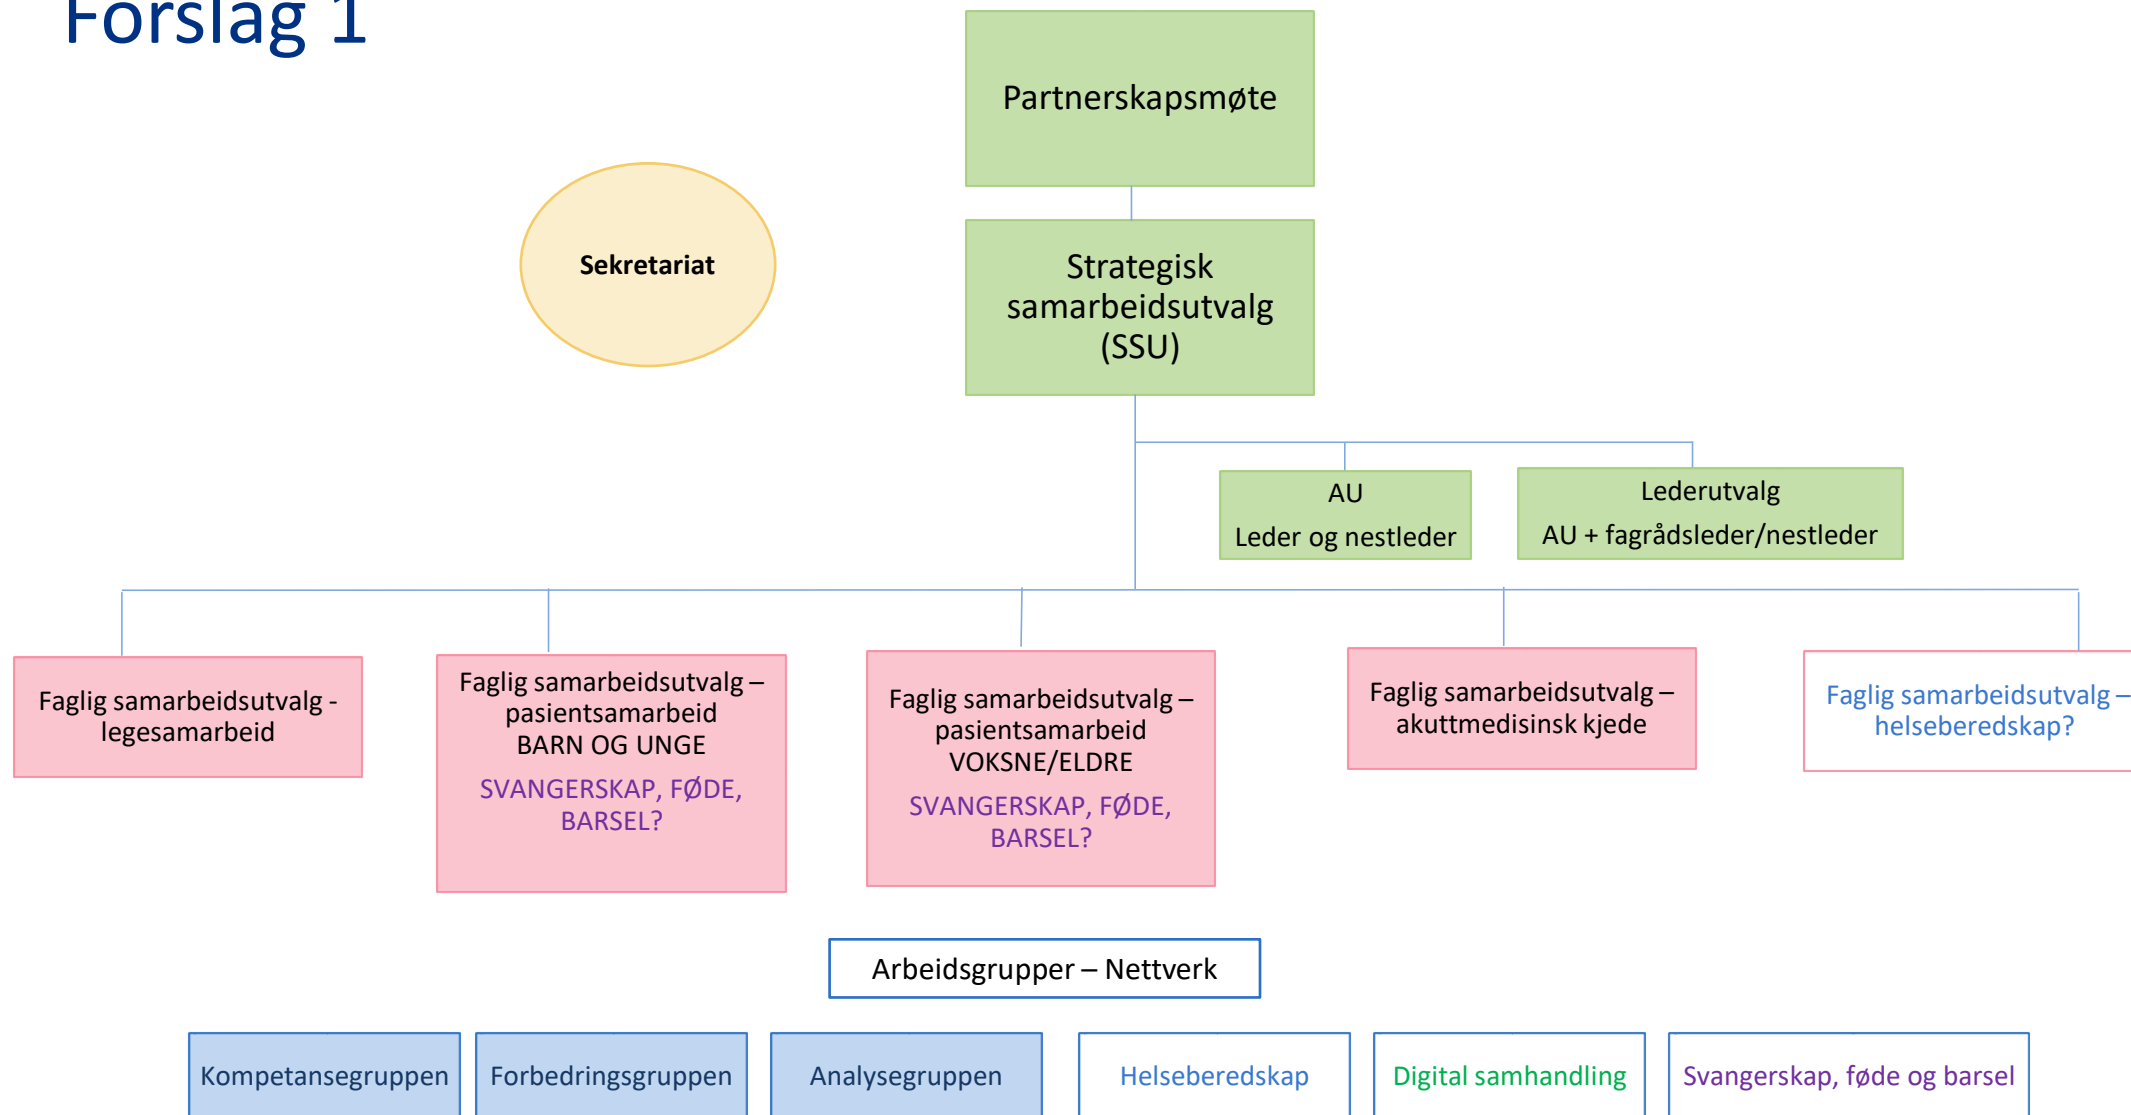 Forslag 1
Partnerskapsmøte
Sekretariat
Strategisk
samarbeidsutvalg
(SSU)
AU
Leder og nestleder
Lederutvalg
AU + fagrådsleder/nestleder
Faglig samarbeidsutvalg -
legesamarbeid
Faglig samarbeidsutvalg –
pasientsamarbeid
BARN OG UNGE
SVANGERSKAP, FØDE,
BARSEL?
Faglig samarbeidsutvalg –
pasientsamarbeid
VOKSNE/ELDRE
SVANGERSKAP, FØDE,
BARSEL?
Faglig samarbeidsutvalg –
akuttmedisinsk kjede
Faglig samarbeidsutvalg –
helseberedskap?
Arbeidsgrupper – Nettverk
Kompetansegruppen
Forbedringsgruppen
Analysegruppen
Helseberedskap
Digital samhandling
Svangerskap, føde og barsel